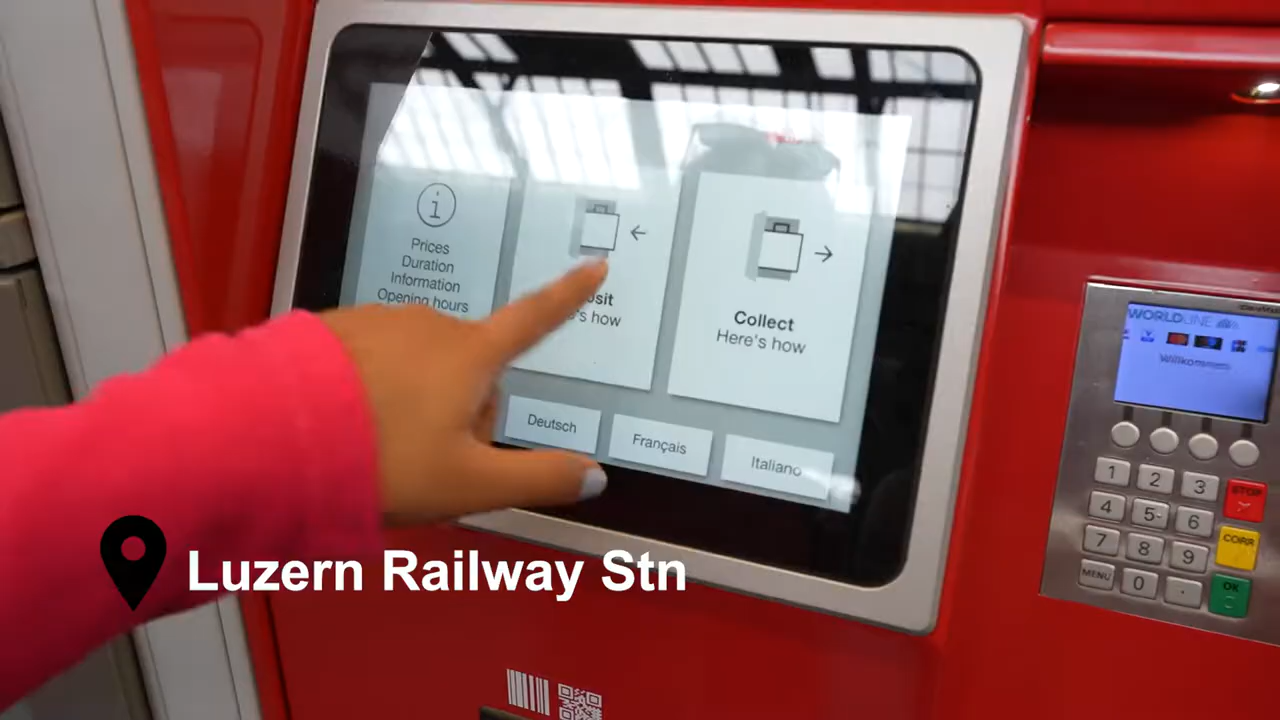 Prices
Duration
Information
Opening hours
Here's how
Collect
Here's how
Deutsch
Français
Italiano
WORLDLINE
Willkommen
1
2
3
STOP
4
5
6
CORR
7
8
9
MENU
0
.
OK
Luzern Railway Stn